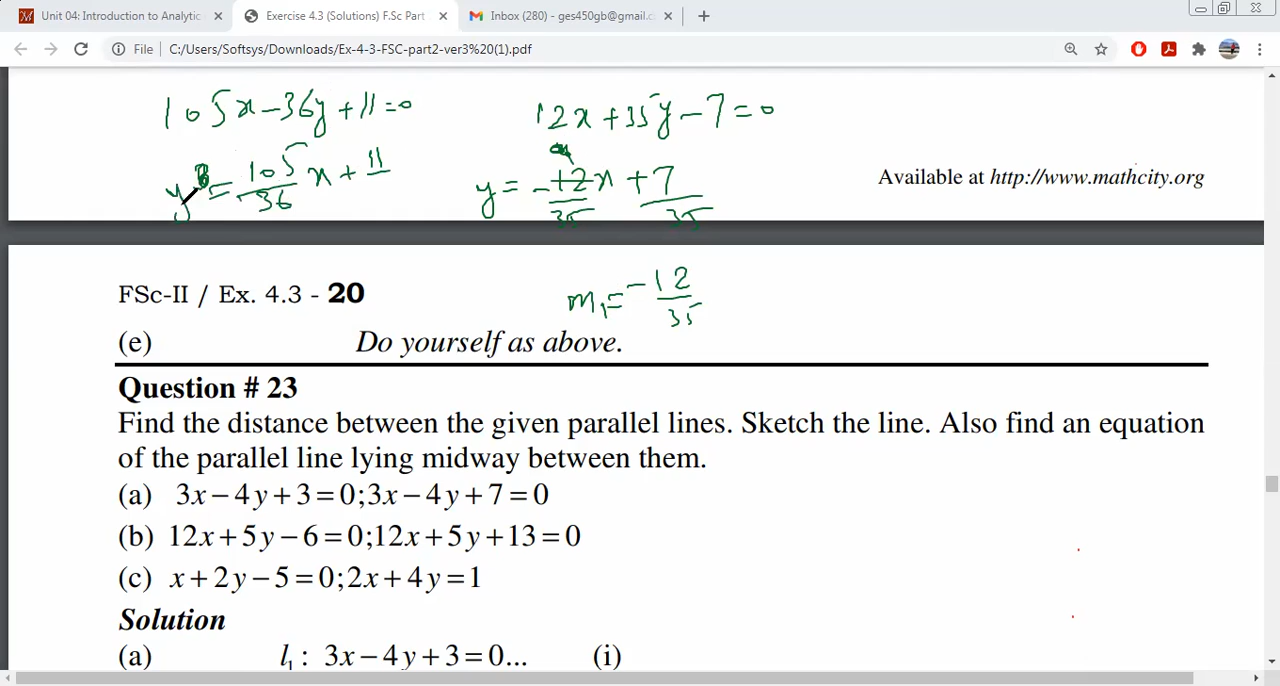 Unit 04: Introduction to Analytic
Exercise 4.3 (Solutions) F.Sc Part
Inbox (280) - ges450gb@gmail.c
File C:/Users/Softsys/Downloads/Ex-4-3-FSC-part2-ver3%20(1).pdf
105x-36y+11=0
12x+35y-7=0
y = 105/-36 x + 11
y = -12/35 x + 7/35
Available at http://www.mathcity.org
FSc-II / Ex. 4.3 - 20
m₁ = -12/35
(e) Do yourself as above.
Question # 23
Find the distance between the given parallel lines. Sketch the line. Also find an equation
of the parallel line lying midway between them.
(a) 3x−4y+3=0;3x−4y+7=0
(b) 12x+5y−6=0;12x+5y+13=0
(c) x+2y−5=0;2x+4y=1
Solution
(a) l₁ : 3x−4y+3=0... (i)